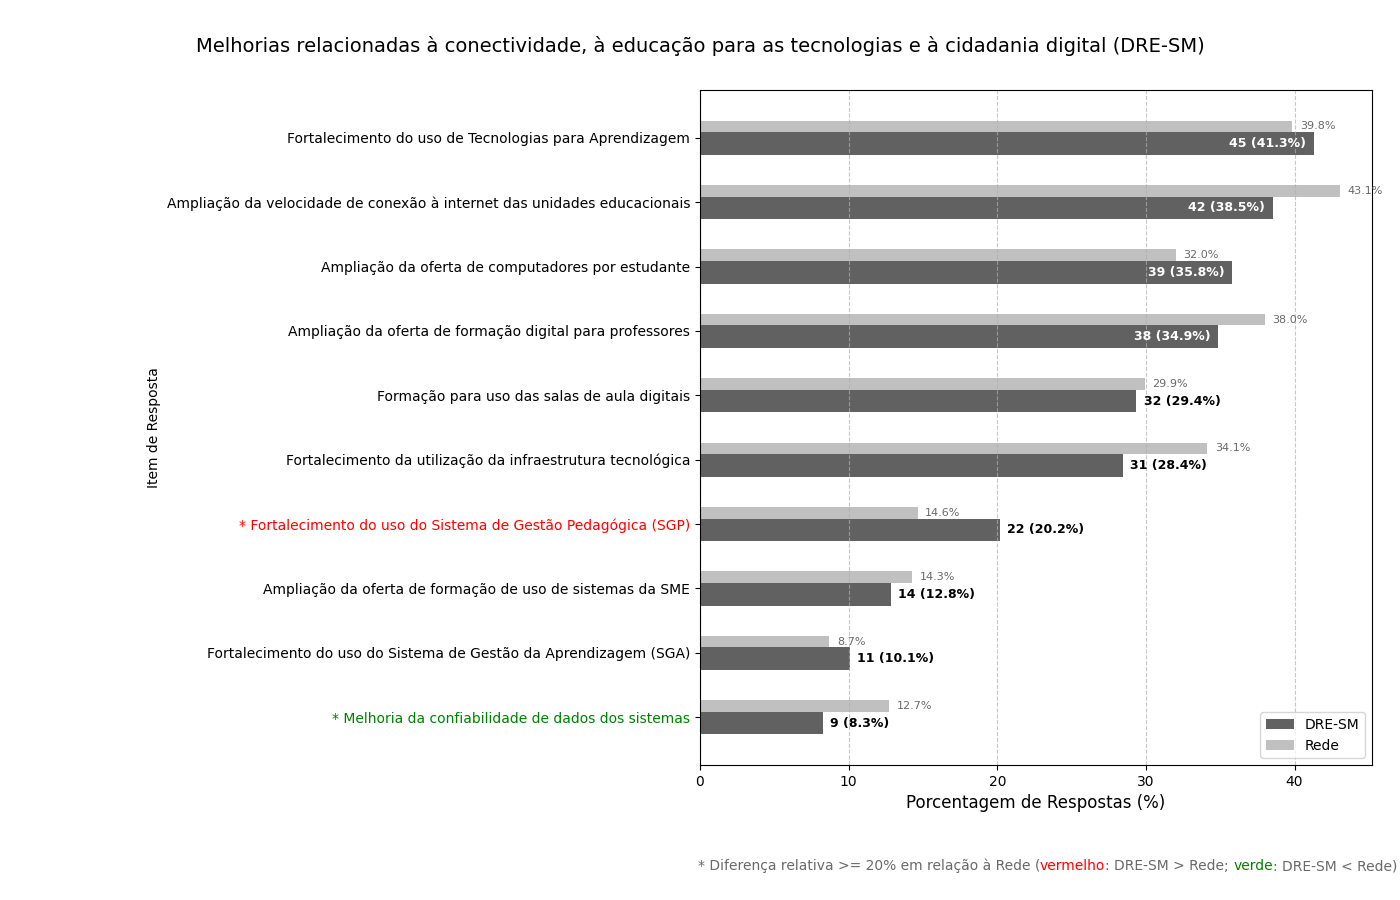 Melhorias relacionadas à conectividade, à educação para as tecnologias e à cidadania digital (DRE-SM)
Item de Resposta
Fortalecimento do uso de Tecnologias para Aprendizagem
39.8%
45 (41.3%)
Ampliação da velocidade de conexão à internet das unidades educacionais
43.1%
42 (38.5%)
Ampliação da oferta de computadores por estudante
32.0%
39 (35.8%)
Ampliação da oferta de formação digital para professores
38.0%
38 (34.9%)
Formação para uso das salas de aula digitais
29.9%
32 (29.4%)
Fortalecimento da utilização da infraestrutura tecnológica
34.1%
31 (28.4%)
* Fortalecimento do uso do Sistema de Gestão Pedagógica (SGP)
14.6%
22 (20.2%)
Ampliação da oferta de formação de uso de sistemas da SME
14.3%
14 (12.8%)
Fortalecimento do uso do Sistema de Gestão da Aprendizagem (SGA)
8.7%
11 (10.1%)
* Melhoria da confiabilidade de dados dos sistemas
12.7%
9 (8.3%)
DRE-SM
Rede
0 10 20 30 40
Porcentagem de Respostas (%)
* Diferença relativa >= 20% em relação à Rede (vermelho: DRE-SM > Rede; verde: DRE-SM < Rede)